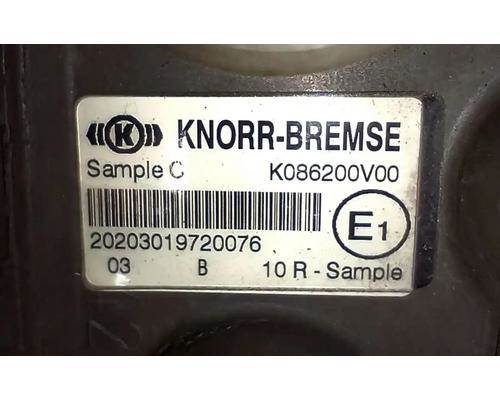 K KNORR-BREMSE
Sample C K086200V00
E1
20203019720076
03 B 10 R - Sample